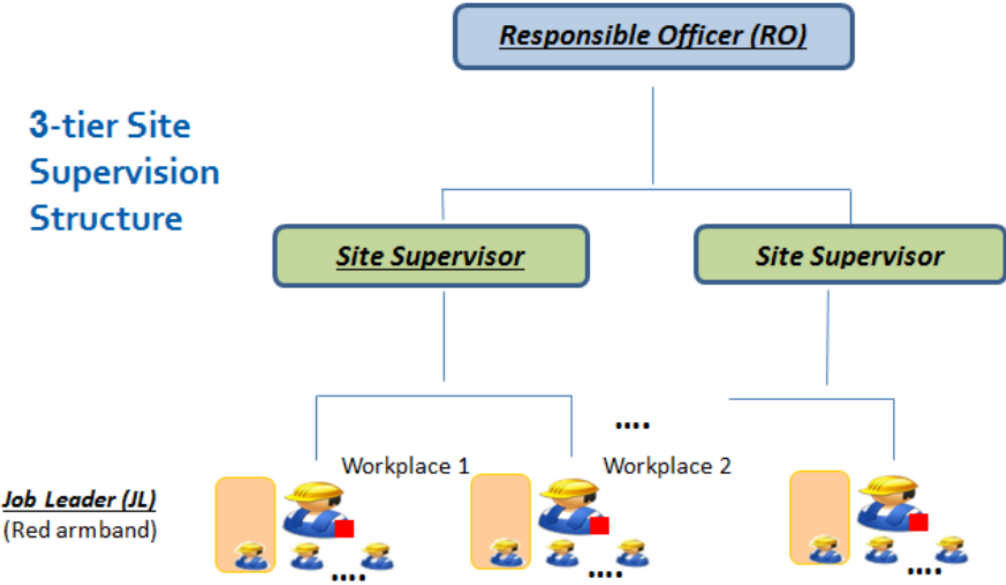 Responsible Officer (RO)
3-tier Site
Supervision
Structure
Site Supervisor
Site Supervisor
....
Workplace 1
Workplace 2
Job Leader (JL)
(Red armband)
....
....
....